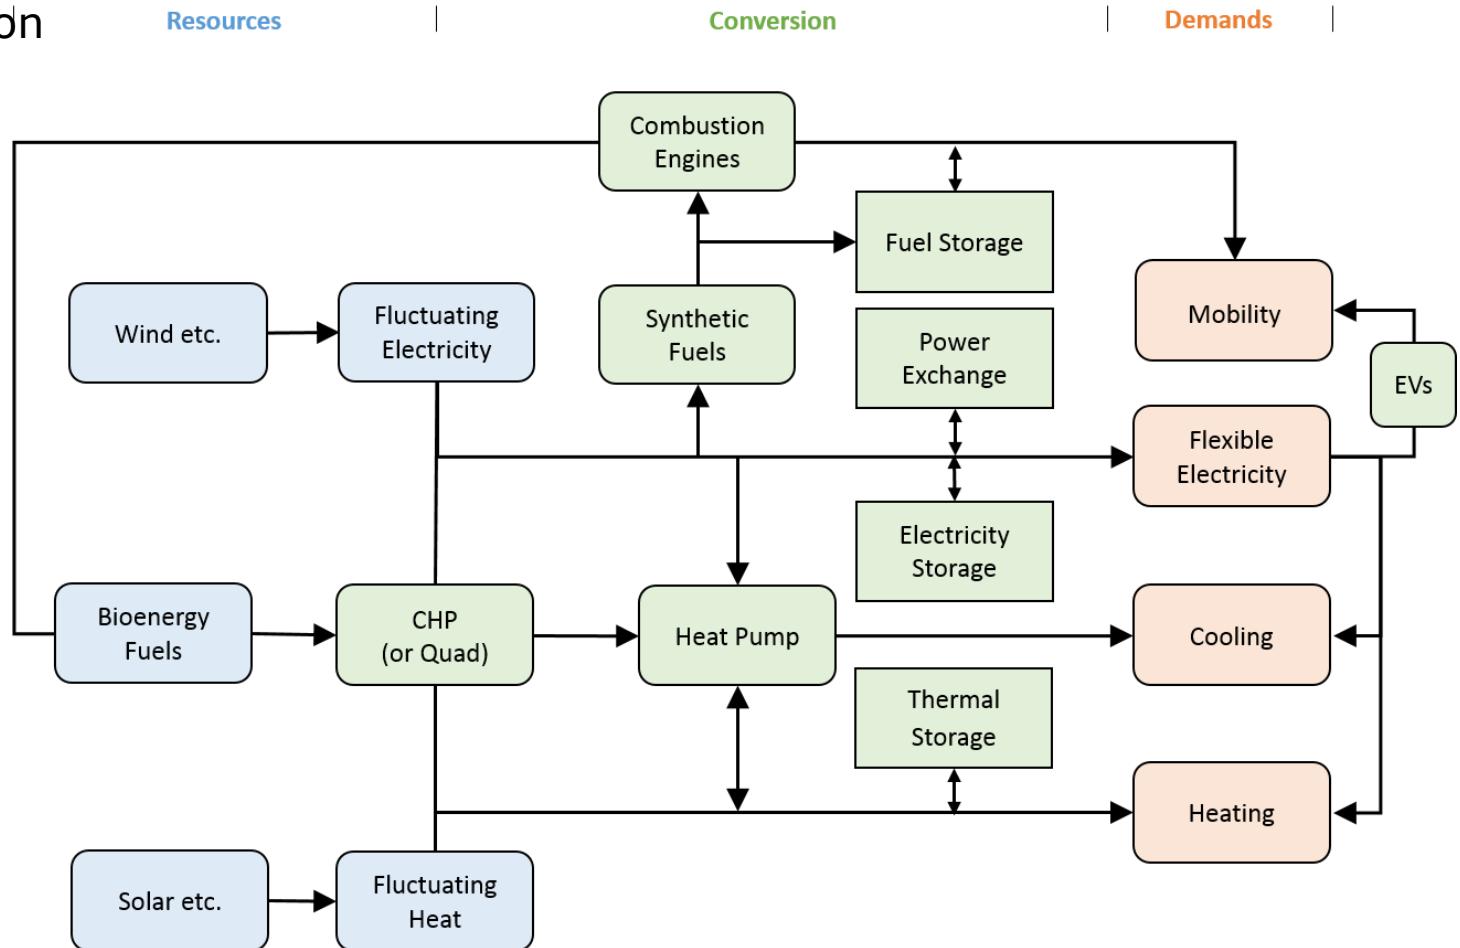 on
Resources
Conversion
Demands
Combustion
Engines
Fuel Storage
Wind etc.
Fluctuating
Electricity
Synthetic
Fuels
Power
Exchange
Mobility
EVs
Flexible
Electricity
Electricity
Storage
Bioenergy
Fuels
CHP
(or Quad)
Heat Pump
Cooling
Thermal
Storage
Heating
Solar etc.
Fluctuating
Heat